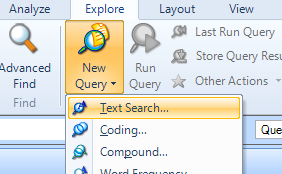 Analyze Explore Layout View
Advanced Find
New Query
Run Query
Last Run Query
Store Query Resu
Other Actions
Find
Text Search...
Coding...
Compound...
Word Frequency
Que